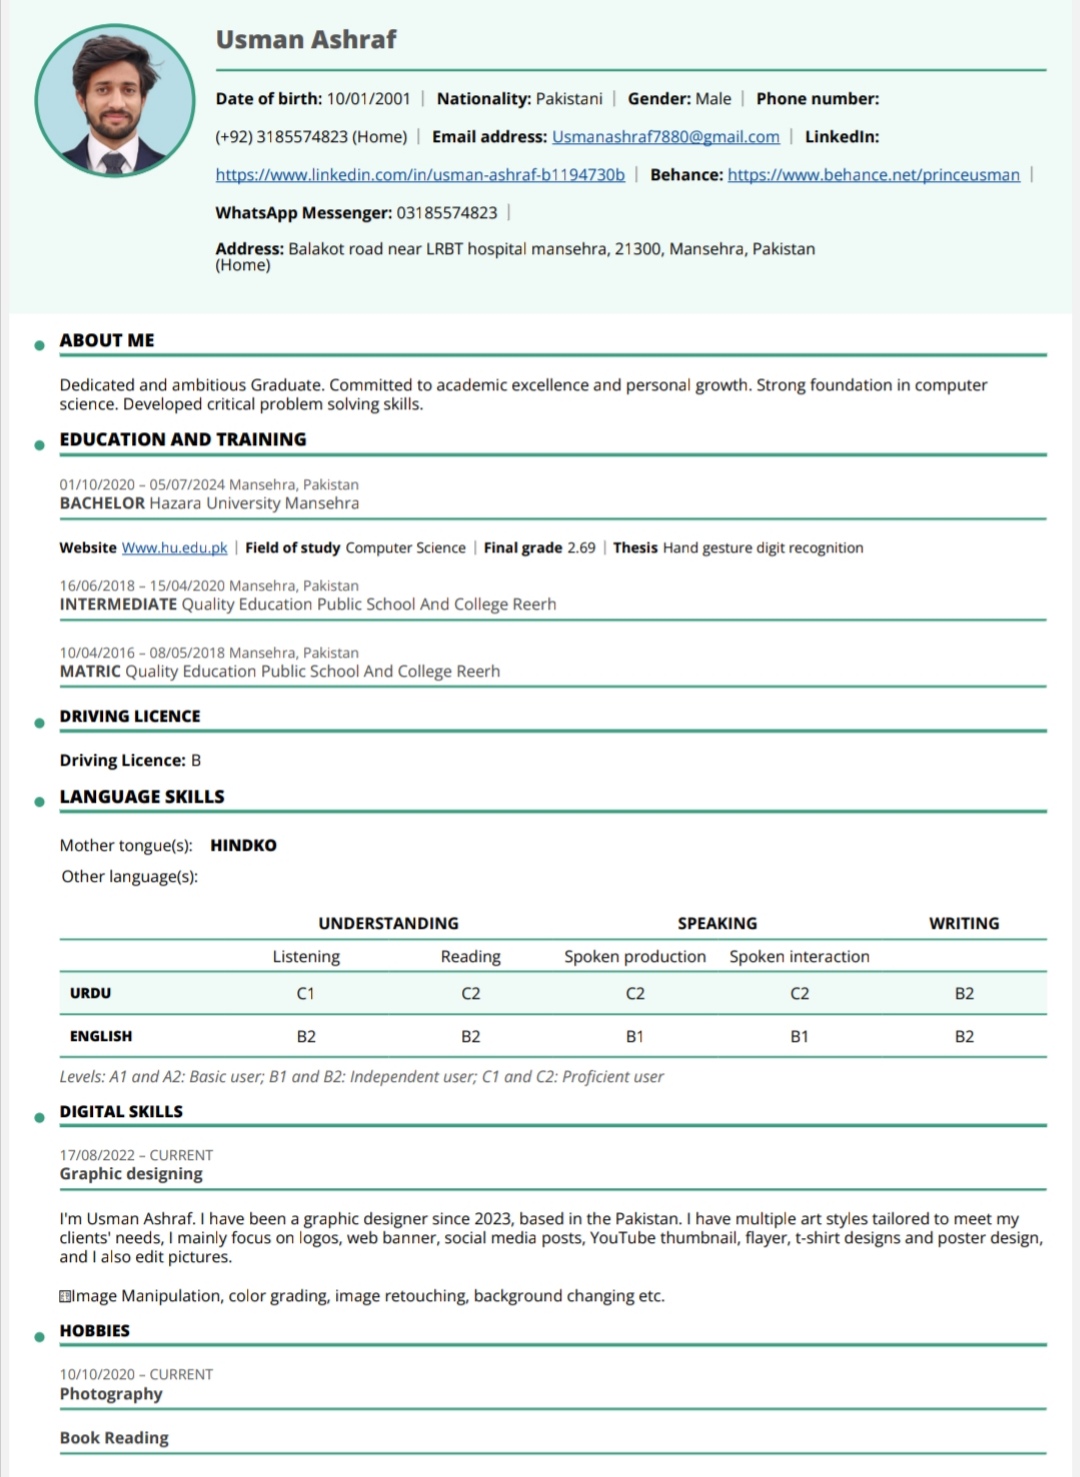 Usman Ashraf
Date of birth: 10/01/2001 | Nationality: Pakistani | Gender: Male | Phone number:
(+92) 3185574823 (Home) | Email address: Usmanashraf7880@gmail.com | LinkedIn:
https://www.linkedin.com/in/usman-ashraf-b1194730b | Behance: https://www.behance.net/princeusman |
WhatsApp Messenger: 03185574823 |
Address: Balakot road near LRBT hospital mansehra, 21300, Mansehra, Pakistan
(Home)
ABOUT ME
Dedicated and ambitious Graduate. Committed to academic excellence and personal growth. Strong foundation in computer
science. Developed critical problem solving skills.
EDUCATION AND TRAINING
01/10/2020 – 05/07/2024 Mansehra, Pakistan
BACHELOR Hazara University Mansehra
Website Www.hu.edu.pk | Field of study Computer Science | Final grade 2.69 | Thesis Hand gesture digit recognition
16/06/2018 – 15/04/2020 Mansehra, Pakistan
INTERMEDIATE Quality Education Public School And College Reerh
10/04/2016 – 08/05/2018 Mansehra, Pakistan
MATRIC Quality Education Public School And College Reerh
DRIVING LICENCE
Driving Licence: B
LANGUAGE SKILLS
Mother tongue(s): HINDKO
Other language(s):
UNDERSTANDING SPEAKING WRITING
Listening Reading Spoken production Spoken interaction
URDU C1 C2 C2 C2 B2
ENGLISH B2 B2 B1 B1 B2
Levels: A1 and A2: Basic user; B1 and B2: Independent user; C1 and C2: Proficient user
DIGITAL SKILLS
17/08/2022 – CURRENT
Graphic designing
I'm Usman Ashraf. I have been a graphic designer since 2023, based in the Pakistan. I have multiple art styles tailored to meet my
clients' needs, I mainly focus on logos, web banner, social media posts, YouTube thumbnail, flayer, t-shirt designs and poster design,
and I also edit pictures.
Image Manipulation, color grading, image retouching, background changing etc.
HOBBIES
10/10/2020 – CURRENT
Photography
Book Reading